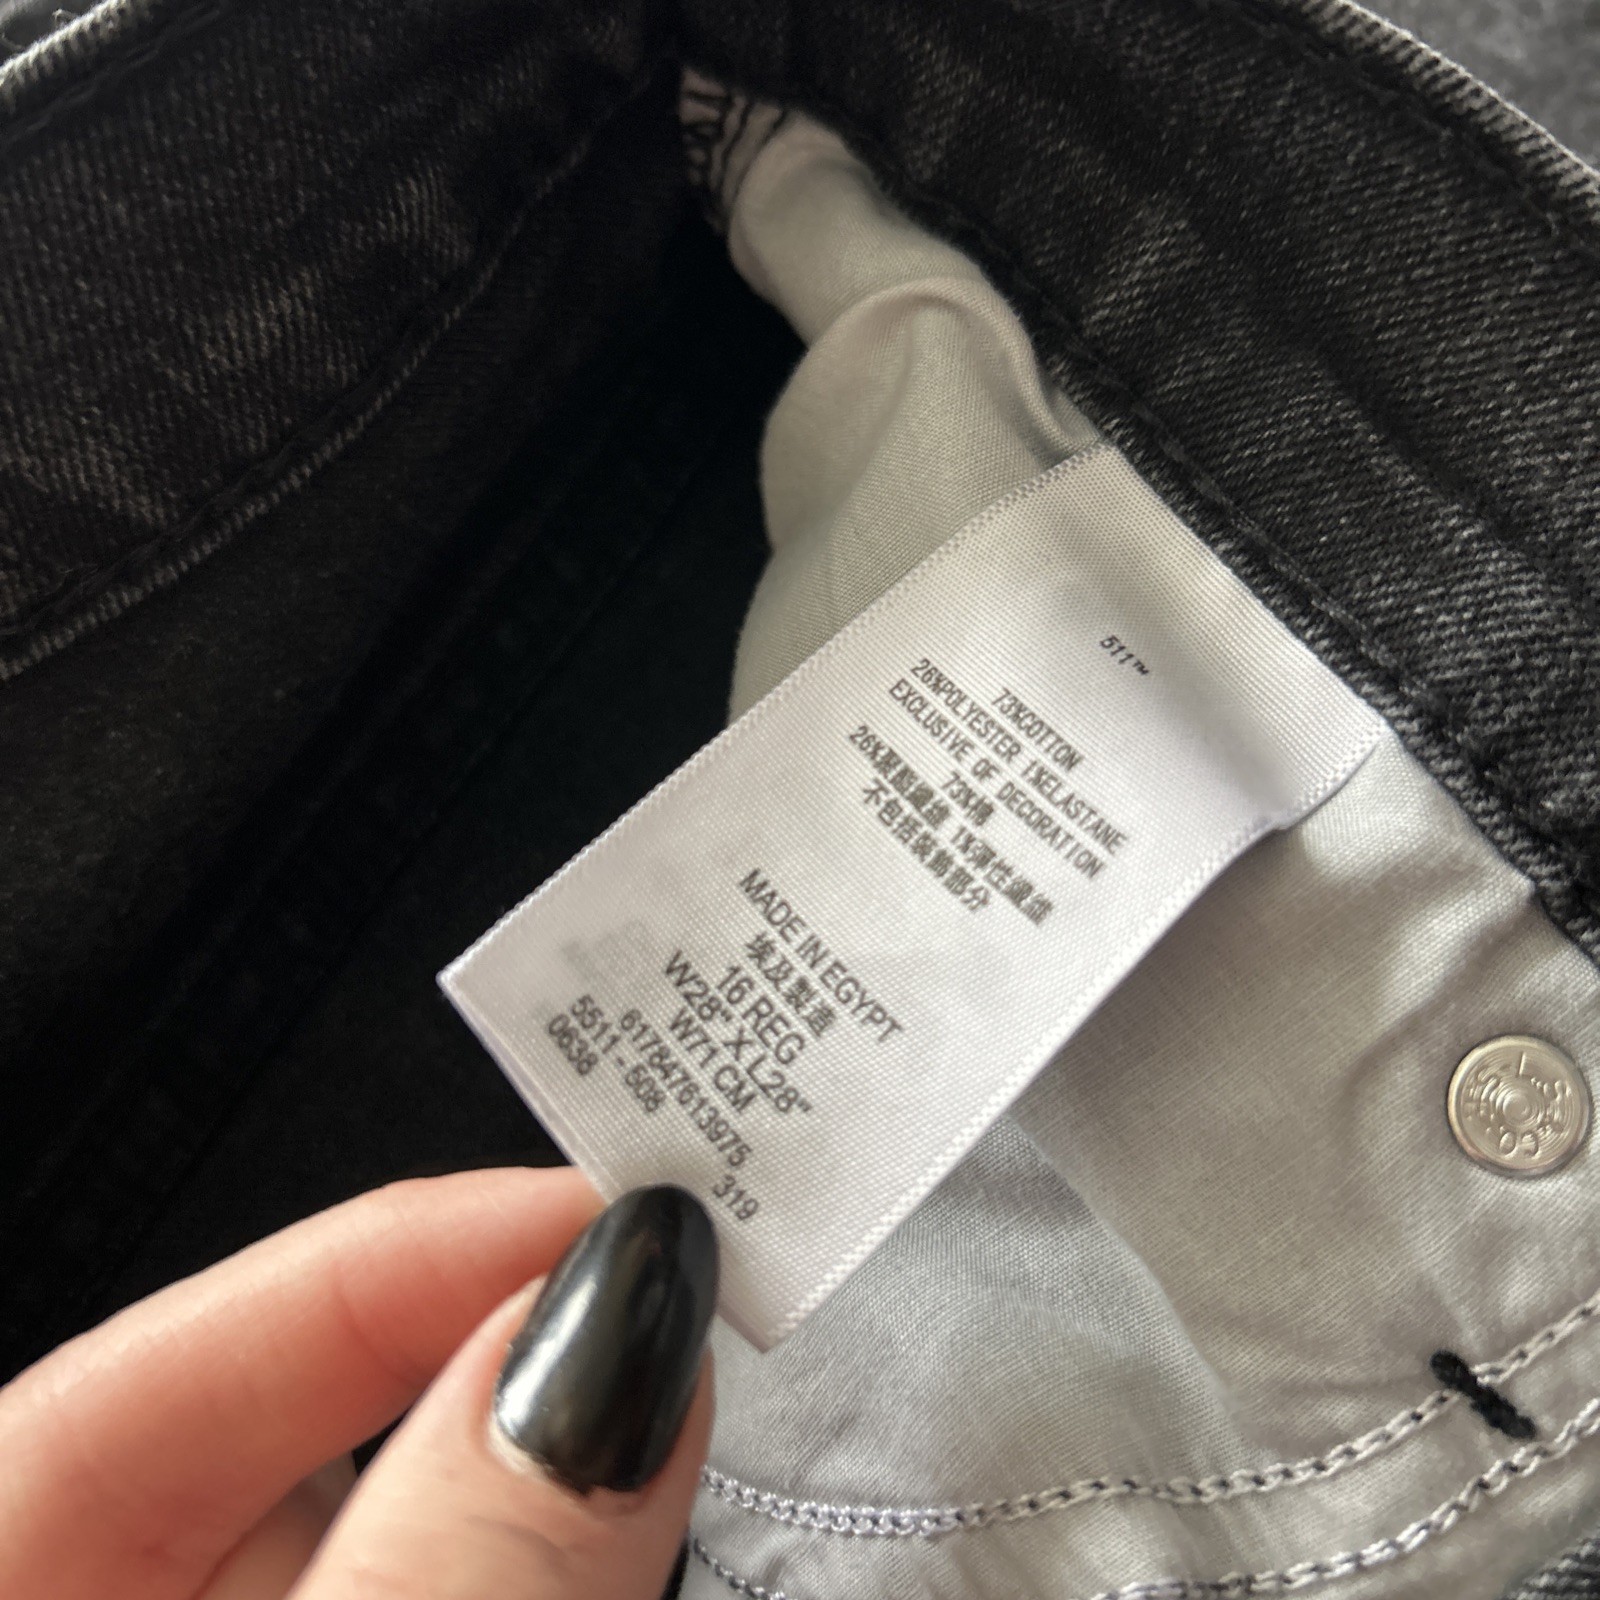 511™
73%COTTON
26%POLYESTER 1%ELASTANE
EXCLUSIVE OF DECORATION
73%棉
26%聚酯纖維 1%彈性纖維
不包括裝飾部分
MADE IN EGYPT
埃及製造
16 REG
W28" X L28"
W71 CM
617847613975
5511-608 319
0638